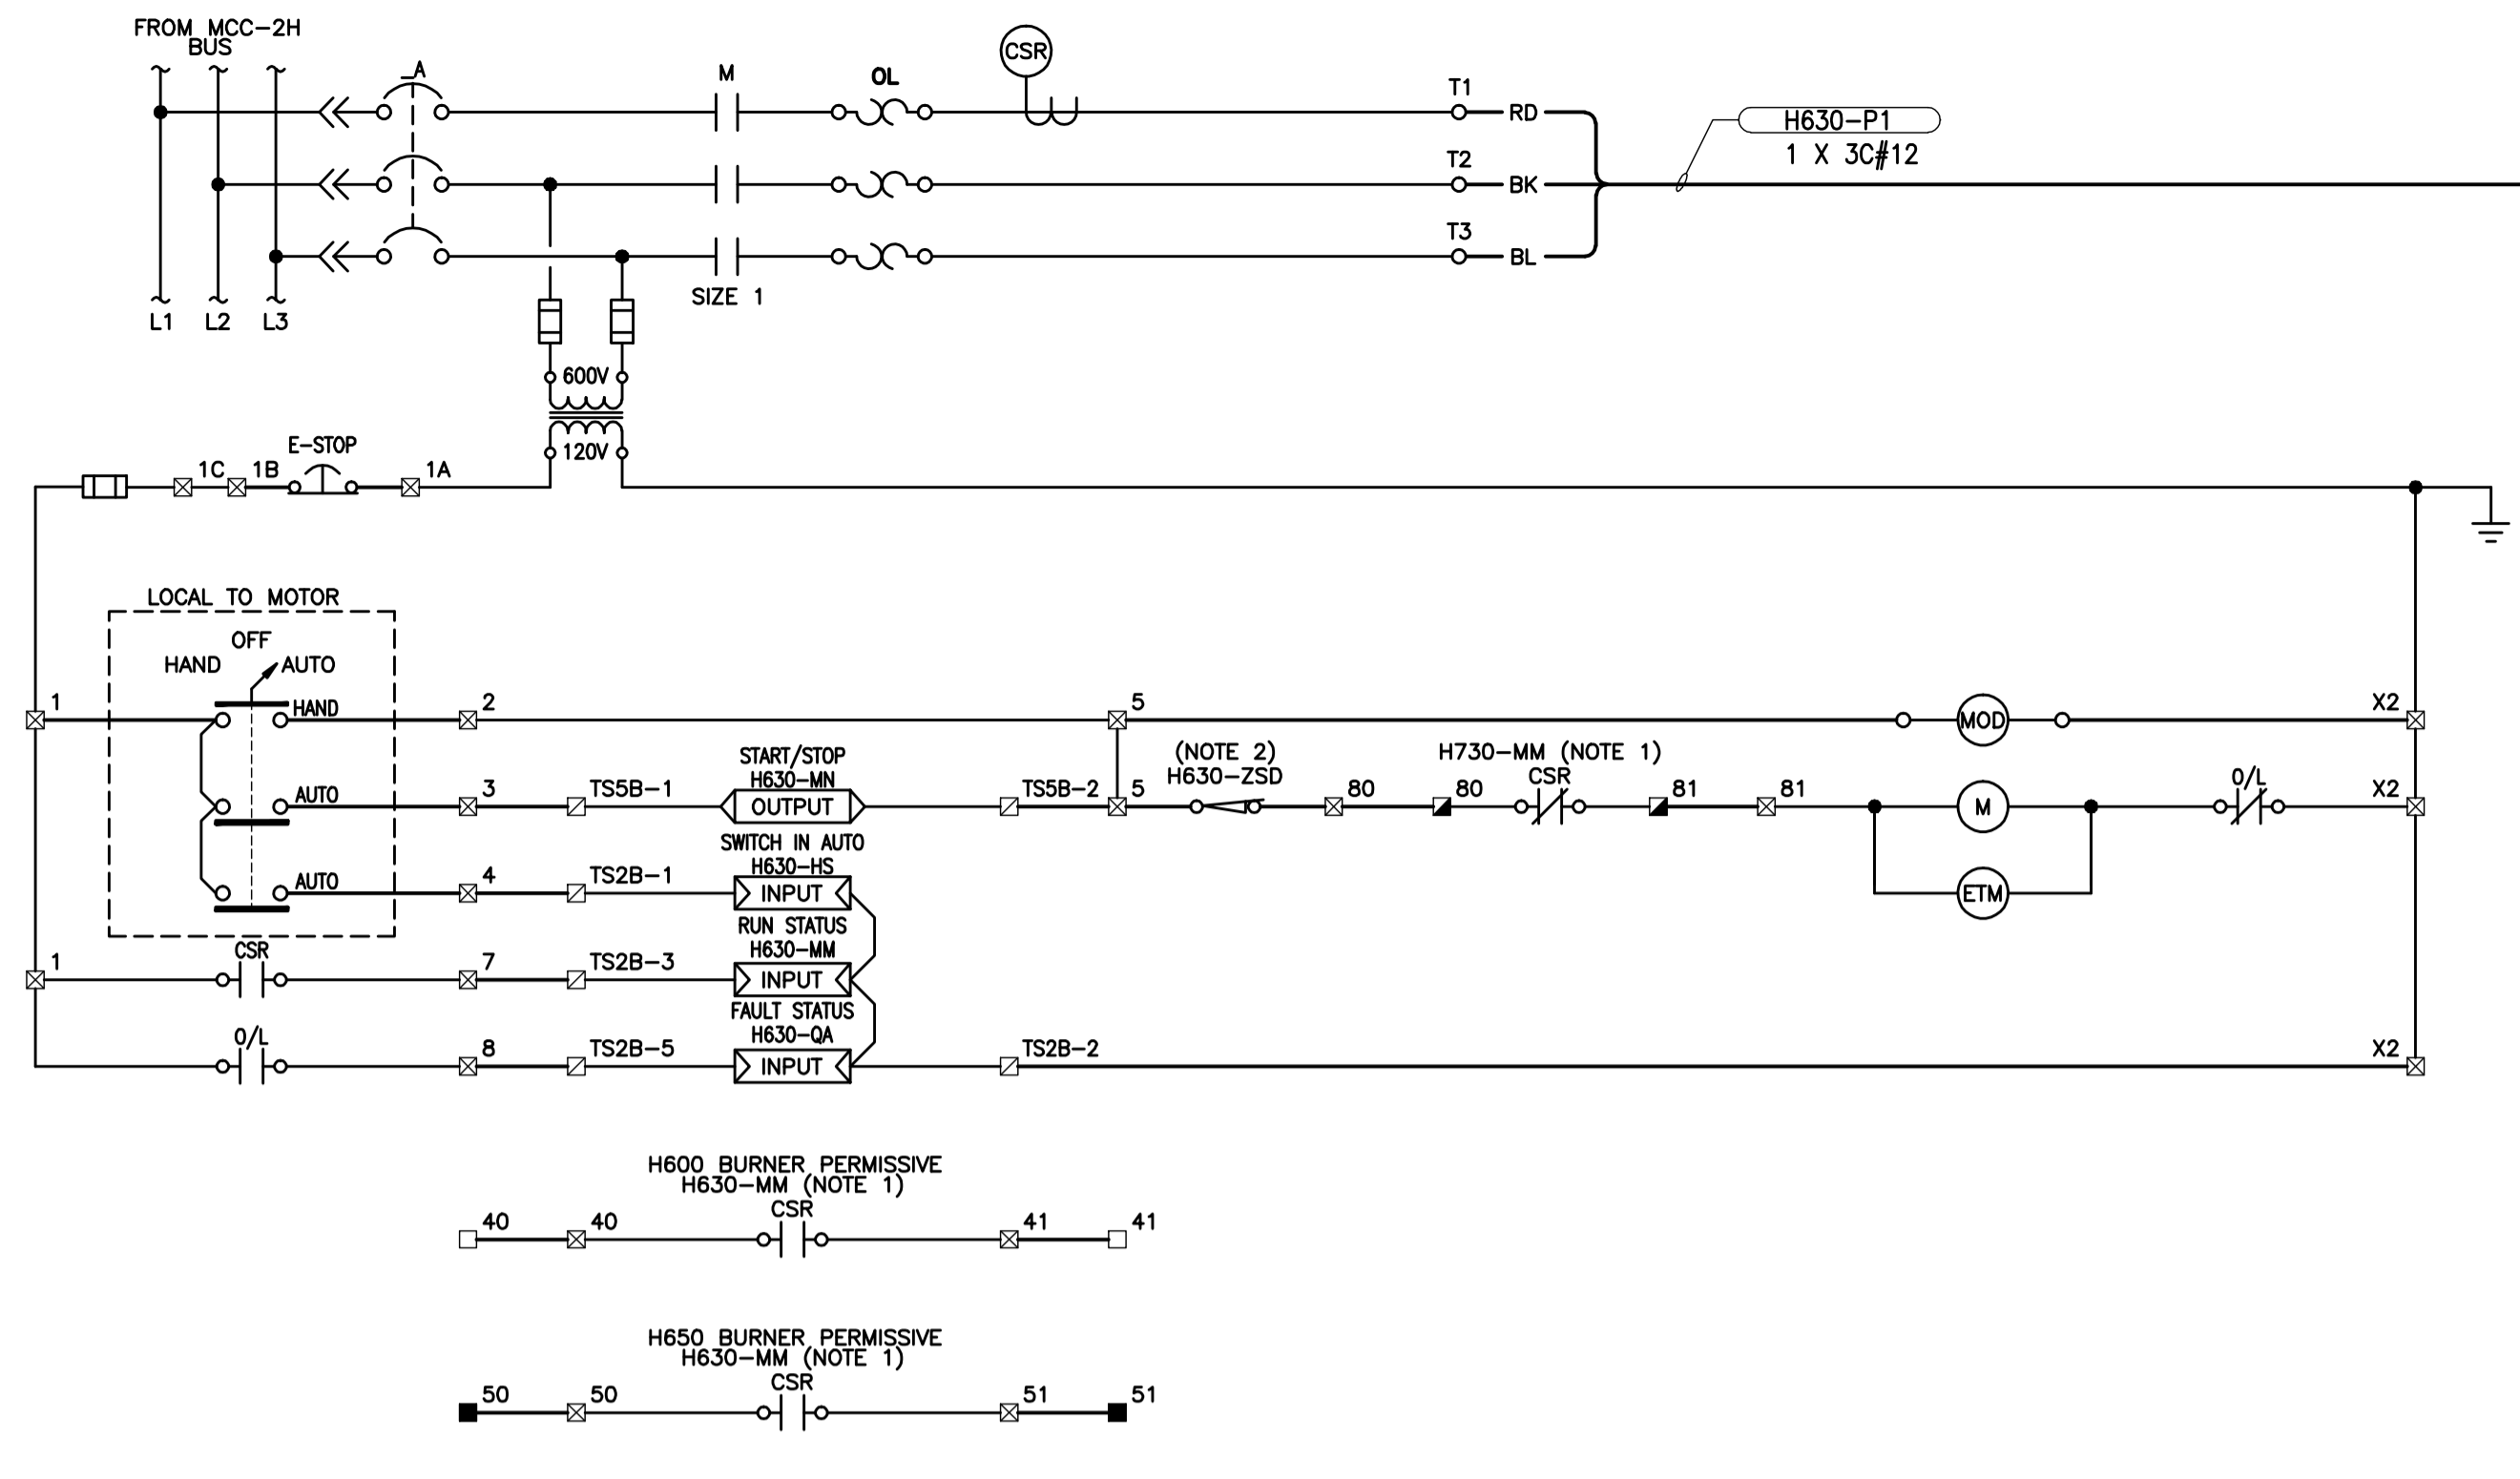 FROM MCC-2H
BUS
_A
M
OL
CSR
T1
RD
H630-P1
1 X 3C#12
T2
BK
T3
BL
SIZE 1
L1
L2
L3
600V
120V
E-STOP
1C
1B
1A
LOCAL TO MOTOR
OFF
HAND
AUTO
1
HAND
2
5
MOD
X2
AUTO
3
TS5B-1
START/STOP
H630-MN
OUTPUT
TS5B-2
5
(NOTE 2)
H630-ZSD
80
80
H730-MM (NOTE 1)
CSR
81
81
M
O/L
X2
AUTO
4
TS2B-1
SWITCH IN AUTO
H630-HS
INPUT
ETM
1
CSR
7
TS2B-3
RUN STATUS
H630-MM
INPUT
O/L
8
TS2B-5
FAULT STATUS
H630-QA
INPUT
TS2B-2
X2
H600 BURNER PERMISSIVE
H630-MM (NOTE 1)
CSR
40
40
41
41
H650 BURNER PERMISSIVE
H630-MM (NOTE 1)
CSR
50
50
51
51